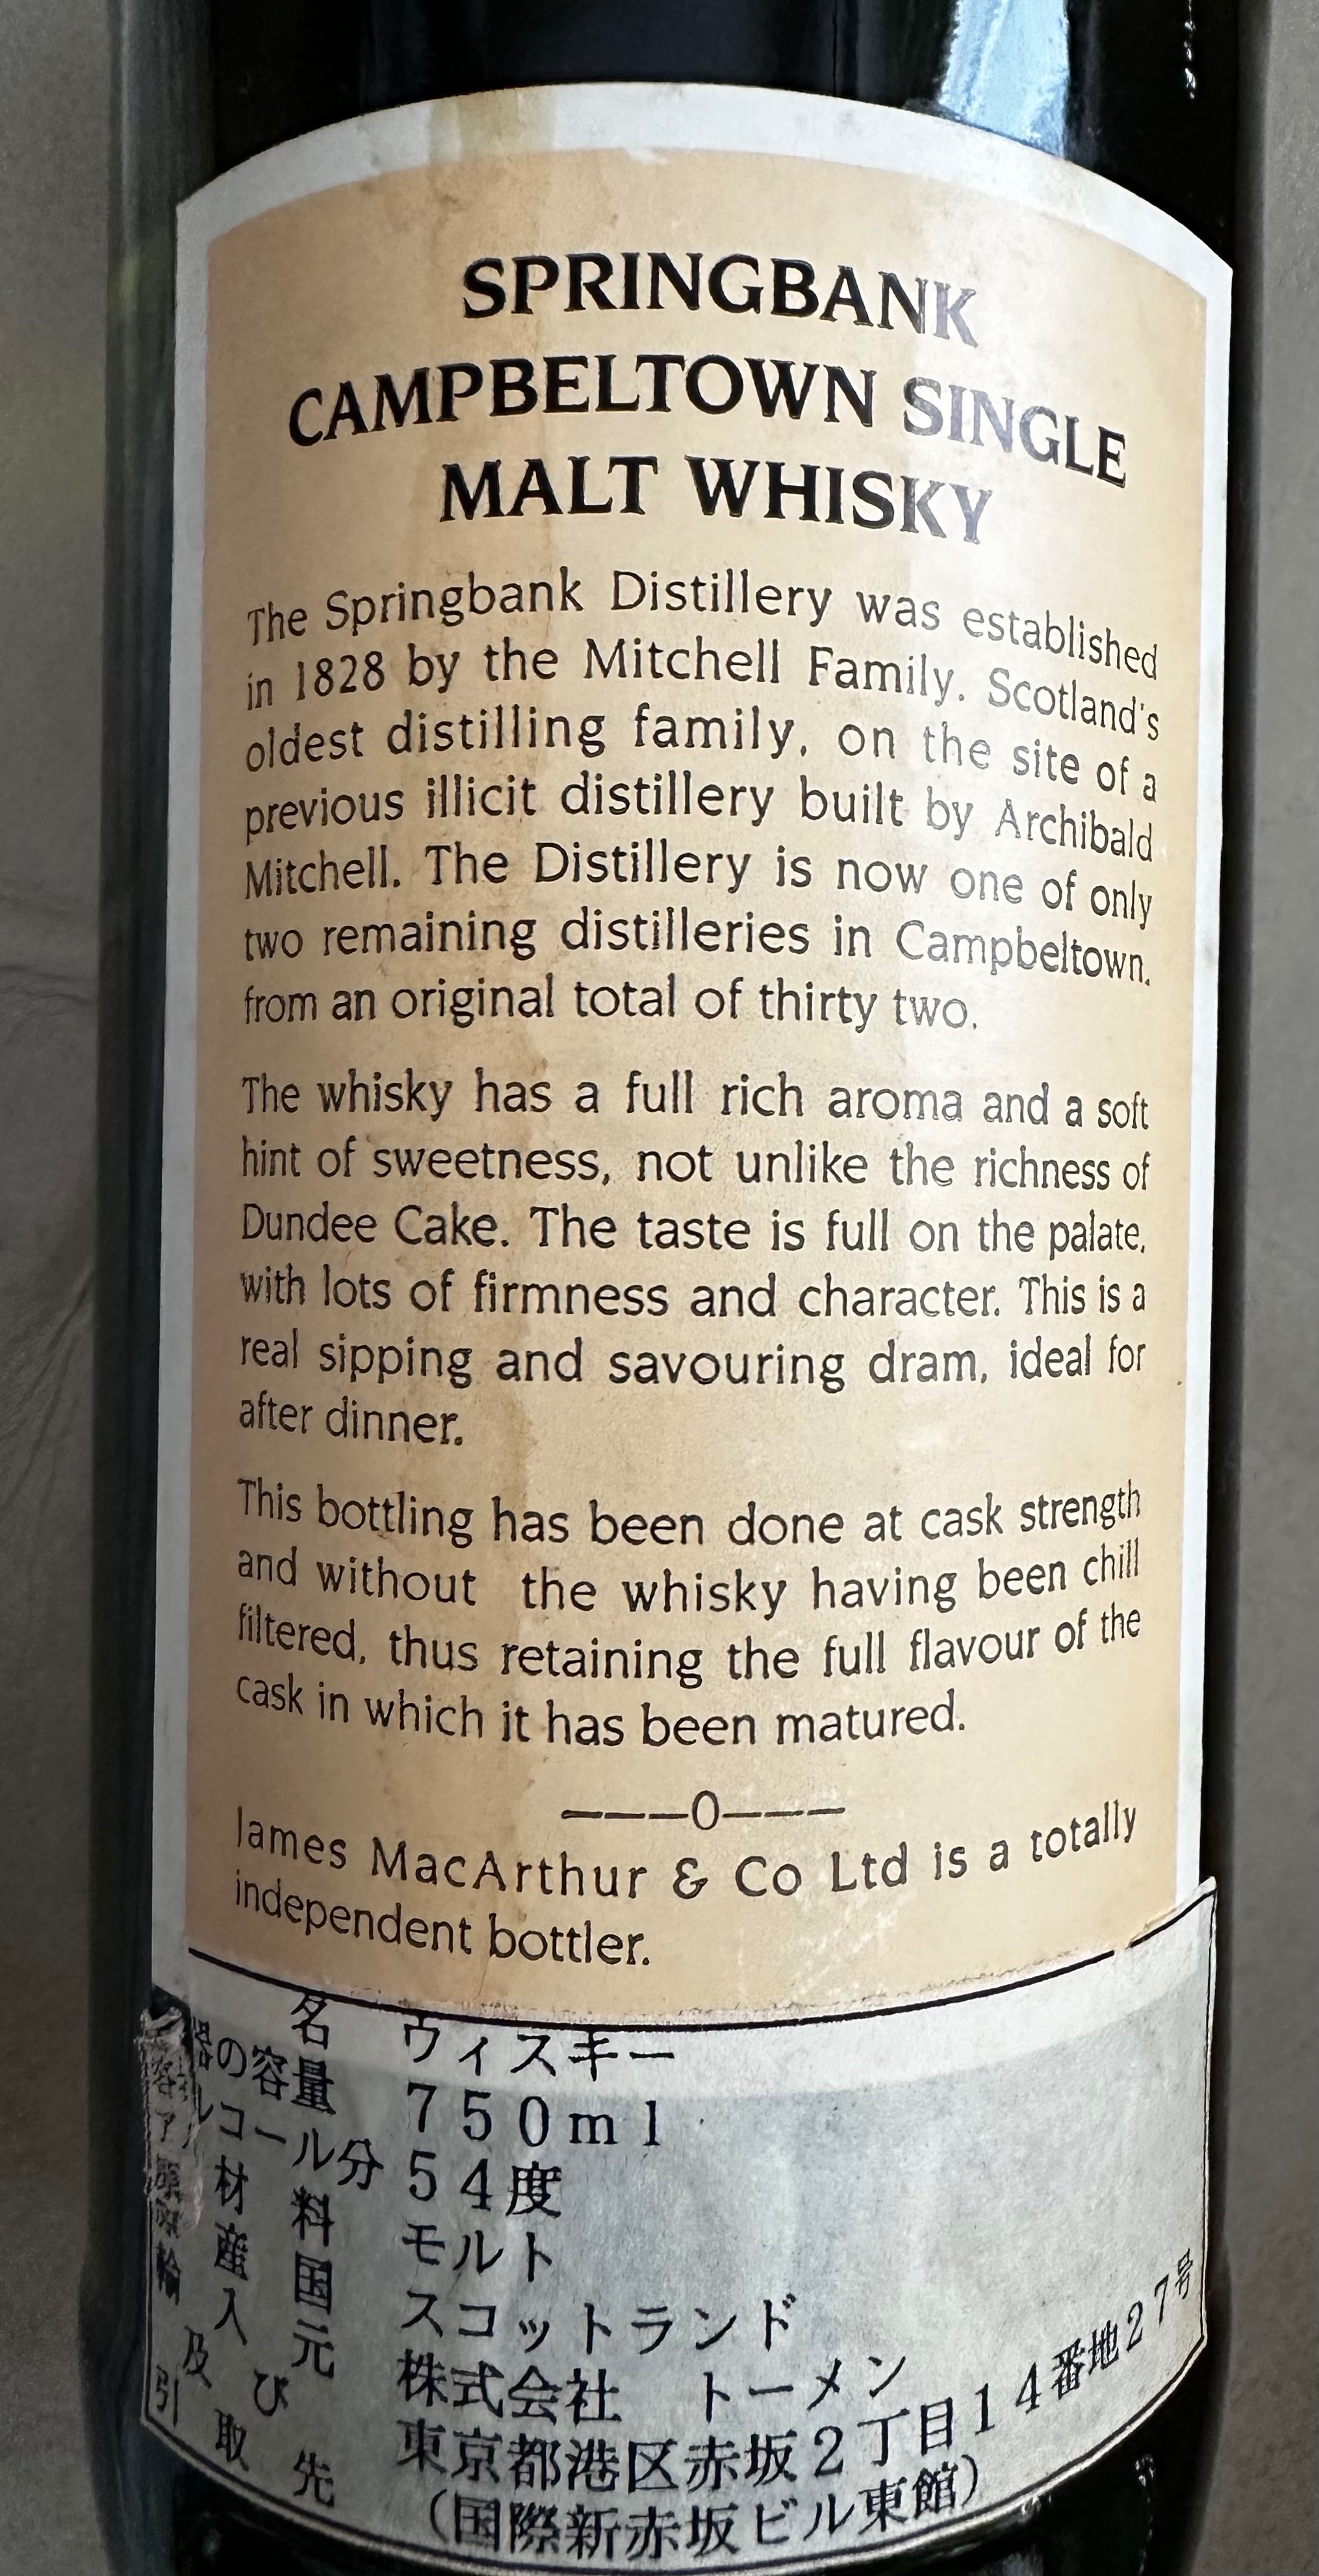 SPRINGBANK
CAMPBELTOWN SINGLE
MALT WHISKY
The Springbank Distillery was established
in 1828 by the Mitchell Family. Scotland's
oldest distilling family, on the site of a
previous illicit distillery built by Archibald
Mitchell. The Distillery is now one of only
two remaining distilleries in Campbeltown.
from an original total of thirty two.
The whisky has a full rich aroma and a soft
hint of sweetness, not unlike the richness of
Dundee Cake. The taste is full on the palate,
with lots of firmness and character. This is a
real sipping and savouring dram, ideal for
after dinner.
This bottling has been done at cask strength
and without the whisky having been chill
filtered, thus retaining the full flavour of the
cask in which it has been matured.
———O———
James MacArthur & Co Ltd is a totally
independent bottler.
名 ウィスキー
器の容量 750ml
ルコール分 54度
材料 モルト
産国 スコットランド
輸入元 株式会社 トーメン
及び 東京都港区赤坂2丁目14番地27号
引取先 (国際新赤坂ビル東館)